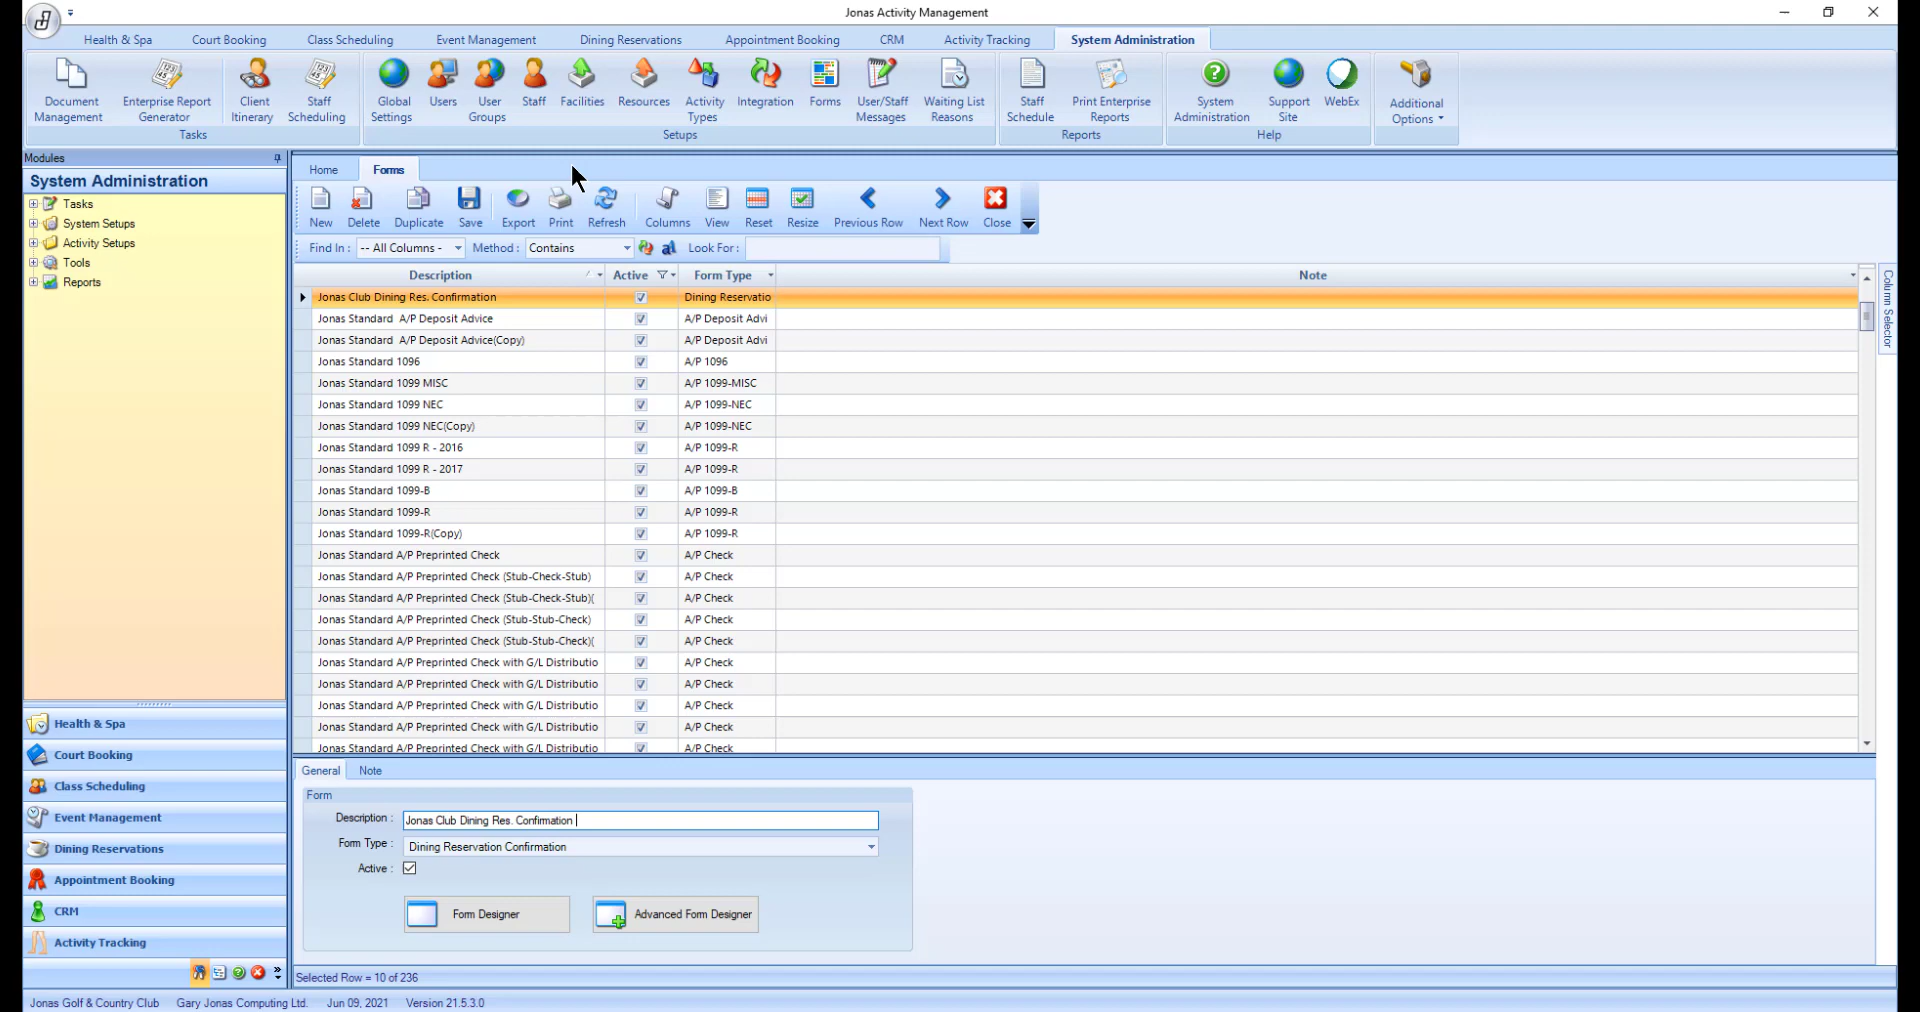 Jonas Activity Management
Health & Spa
Court Booking
Class Scheduling
Event Management
Dining Reservations
Appointment Booking
CRM
Activity Tracking
System Administration
Document Management
Enterprise Report Generator
Client Itinerary
Staff Scheduling
Tasks
Global Settings
Users
User Groups
Staff
Facilities
Resources
Activity Types
Integration
Forms
User/Staff Messages
Waiting List Reasons
Setups
Staff Schedule
Print Enterprise Reports
Reports
System Administration
Support Site
WebEx
Help
Additional Options
Modules
System Administration
Tasks
System Setups
Activity Setups
Tools
Reports
Health & Spa
Court Booking
Class Scheduling
Event Management
Dining Reservations
Appointment Booking
CRM
Activity Tracking
Home
Forms
New
Delete
Duplicate
Save
Export
Print
Refresh
Columns
View
Reset
Resize
Previous Row
Next Row
Close
Find In : -- All Columns - Method : Contains Look For :
Description Active Form Type Note
Jonas Club Dining Res. Confirmation Dining Reservatio
Jonas Standard A/P Deposit Advice A/P Deposit Advi
Jonas Standard A/P Deposit Advice(Copy) A/P Deposit Advi
Jonas Standard 1096 A/P 1096
Jonas Standard 1099 MISC A/P 1099-MISC
Jonas Standard 1099 NEC A/P 1099-NEC
Jonas Standard 1099 NEC(Copy) A/P 1099-NEC
Jonas Standard 1099 R - 2016 A/P 1099-R
Jonas Standard 1099 R - 2017 A/P 1099-R
Jonas Standard 1099-B A/P 1099-B
Jonas Standard 1099-R A/P 1099-R
Jonas Standard 1099-R(Copy) A/P 1099-R
Jonas Standard A/P Preprinted Check A/P Check
Jonas Standard A/P Preprinted Check (Stub-Check-Stub) A/P Check
Jonas Standard A/P Preprinted Check (Stub-Check-Stub)( A/P Check
Jonas Standard A/P Preprinted Check (Stub-Stub-Check) A/P Check
Jonas Standard A/P Preprinted Check (Stub-Stub-Check)( A/P Check
Jonas Standard A/P Preprinted Check with G/L Distributio A/P Check
Jonas Standard A/P Preprinted Check with G/L Distributio A/P Check
Jonas Standard A/P Preprinted Check with G/L Distributio A/P Check
Jonas Standard A/P Preprinted Check with G/L Distributio A/P Check
Jonas Standard A/P Preprinted Check with G/L Distributio A/P Check
Column Selector
General
Note
Form
Description : Jonas Club Dining Res. Confirmation
Form Type : Dining Reservation Confirmation
Active :
Form Designer
Advanced Form Designer
Selected Row = 10 of 236
Jonas Golf & Country Club Gary Jonas Computing Ltd. Jun 09, 2021 Version 21.5.3.0